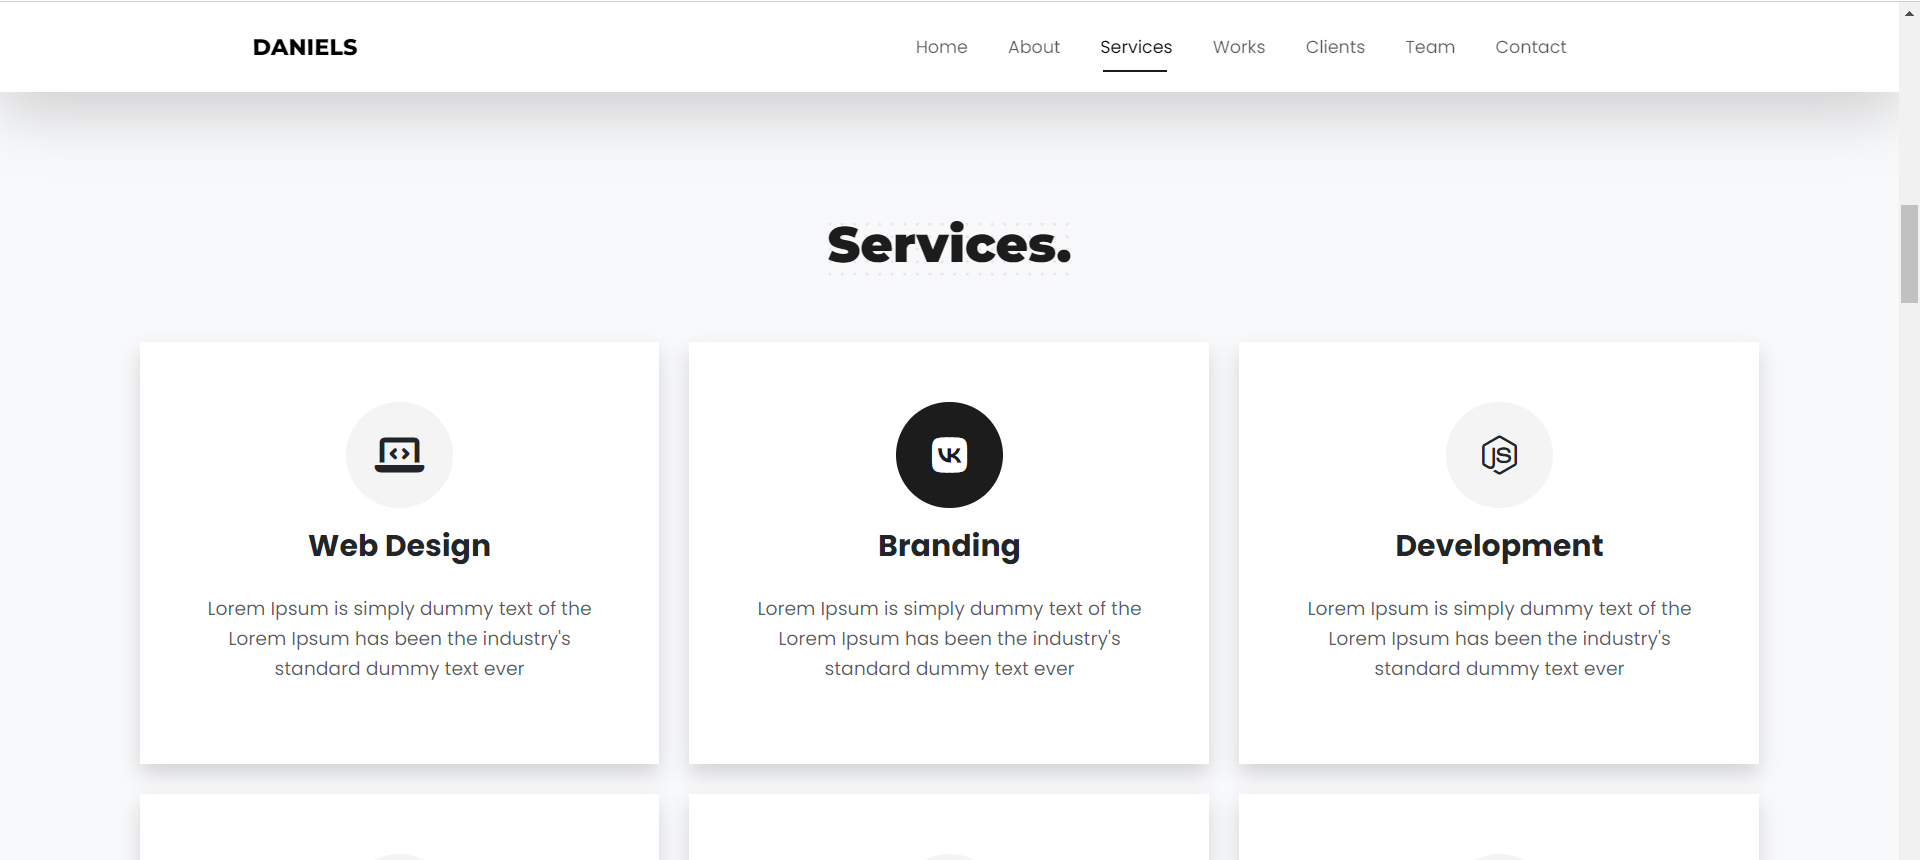 DANIELS
Home About Services Works Clients Team Contact
Services.
Web Design
Lorem Ipsum is simply dummy text of the
Lorem Ipsum has been the industry's
standard dummy text ever
VK
Branding
Lorem Ipsum is simply dummy text of the
Lorem Ipsum has been the industry's
standard dummy text ever
JS
Development
Lorem Ipsum is simply dummy text of the
Lorem Ipsum has been the industry's
standard dummy text ever